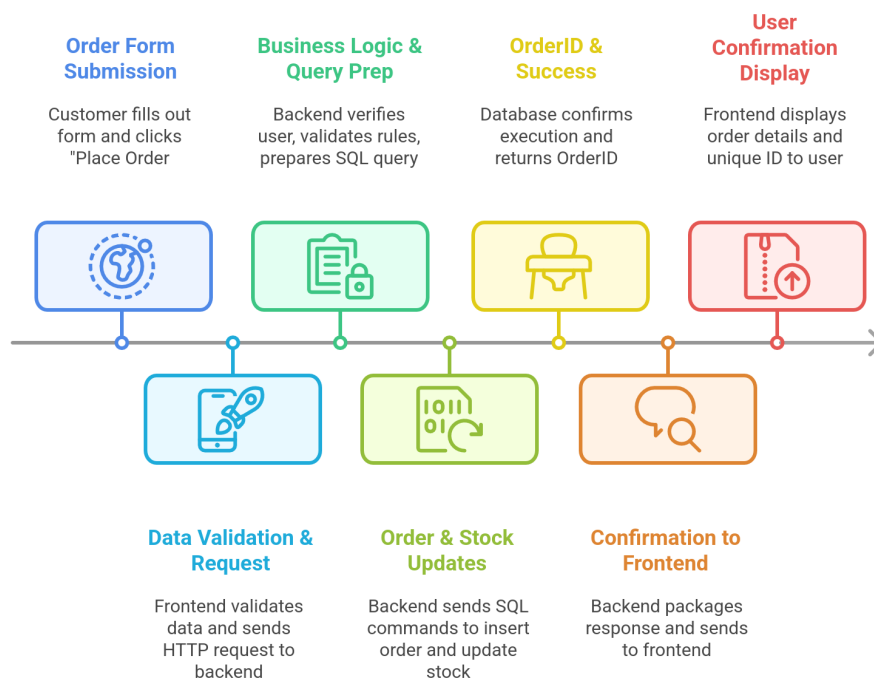 Order Form
Submission
Customer fills out
form and clicks
"Place Order
Business Logic &
Query Prep
Backend verifies
user, validates rules,
prepares SQL query
OrderID &
Success
Database confirms
execution and
returns OrderID
User
Confirmation
Display
Frontend displays
order details and
unique ID to user
1011
01
Data Validation &
Request
Frontend validates
data and sends
HTTP request to
backend
Order & Stock
Updates
Backend sends SQL
commands to insert
order and update
stock
Confirmation to
Frontend
Backend packages
response and sends
to frontend